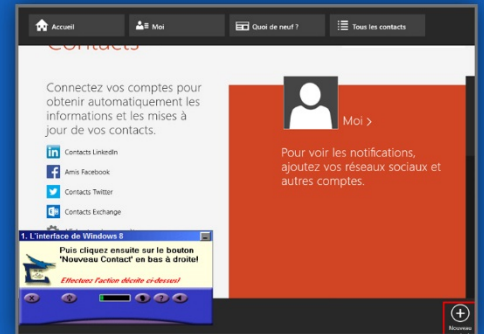 Accueil
Moi
Quoi de neuf ?
Tous les contacts
Contacts
Connectez vos comptes pour
obtenir automatiquement les
informations et les mises à
jour de vos contacts.
Contacts LinkedIn
Amis Facebook
Contacts Twitter
Contacts Exchange
Moi >
Pour voir les notifications,
ajoutez vos réseaux sociaux et
autres comptes.
1. L'interface de Windows 8
Puis cliquez ensuite sur le bouton
'Nouveau Contact' en bas à droite!
Effectuez l'action décrite ci-dessus!
Nouveau